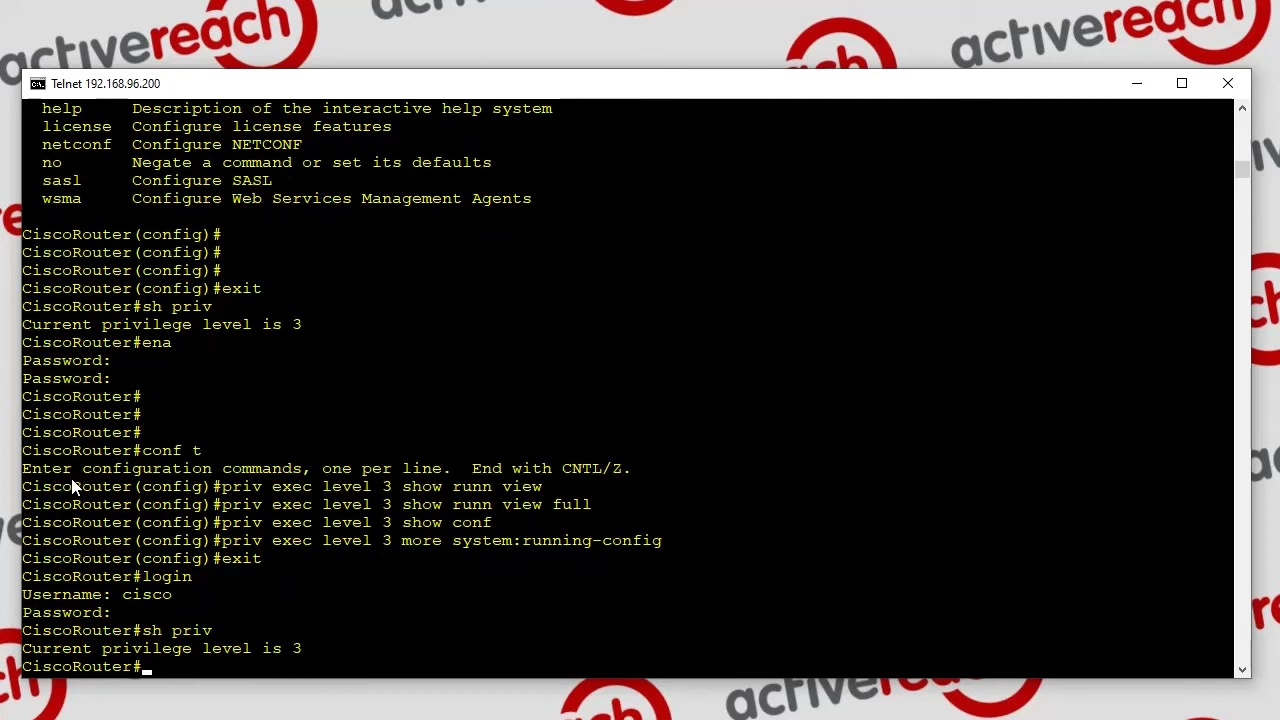 activereach
activereach
Telnet 192.168.96.200
help Description of the interactive help system
license Configure license features
netconf Configure NETCONF
no Negate a command or set its defaults
sasl Configure SASL
wsma Configure Web Services Management Agents
CiscoRouter(config)#
CiscoRouter(config)#
CiscoRouter(config)#
CiscoRouter(config)#exit
CiscoRouter#sh priv
Current privilege level is 3
CiscoRouter#ena
Password:
Password:
CiscoRouter#
CiscoRouter#
CiscoRouter#
CiscoRouter#conf t
Enter configuration commands, one per line.  End with CNTL/Z.
CiscoRouter(config)#priv exec level 3 show runn view
CiscoRouter(config)#priv exec level 3 show runn view full
CiscoRouter(config)#priv exec level 3 show conf
CiscoRouter(config)#priv exec level 3 more system:running-config
CiscoRouter(config)#exit
CiscoRouter#login
Username: cisco
Password:
CiscoRouter#sh priv
Current privilege level is 3
CiscoRouter#
activereach